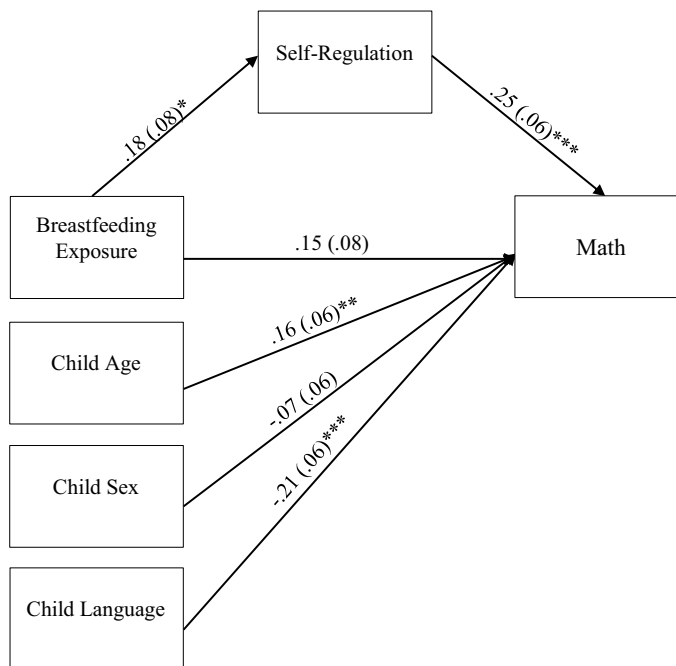 Self-Regulation
.18 (.08)*
.25 (.06)***
Breastfeeding
Exposure
.15 (.08)
Math
.16 (.06)**
Child Age
-.07 (.06)
Child Sex
-.21 (.06)***
Child Language